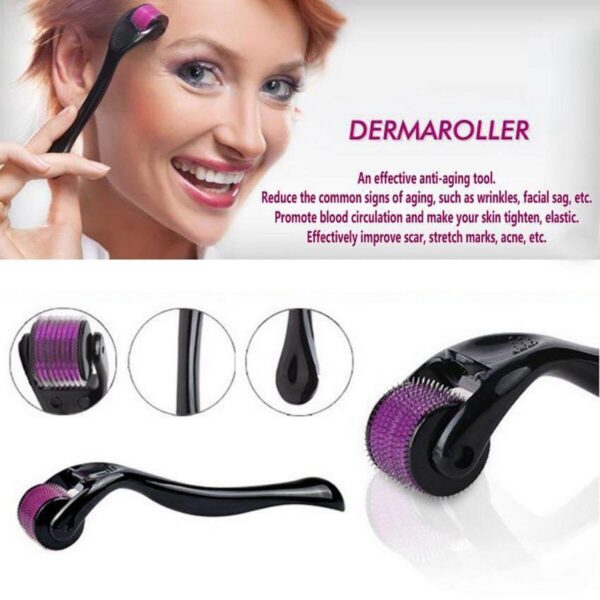 DERMAROLLER
An effective anti-aging tool.
Reduce the common signs of aging, such as wrinkles, facial sag, etc.
Promote blood circulation and make your skin tighten, elastic.
Effectively improve scar, stretch marks, acne, etc.